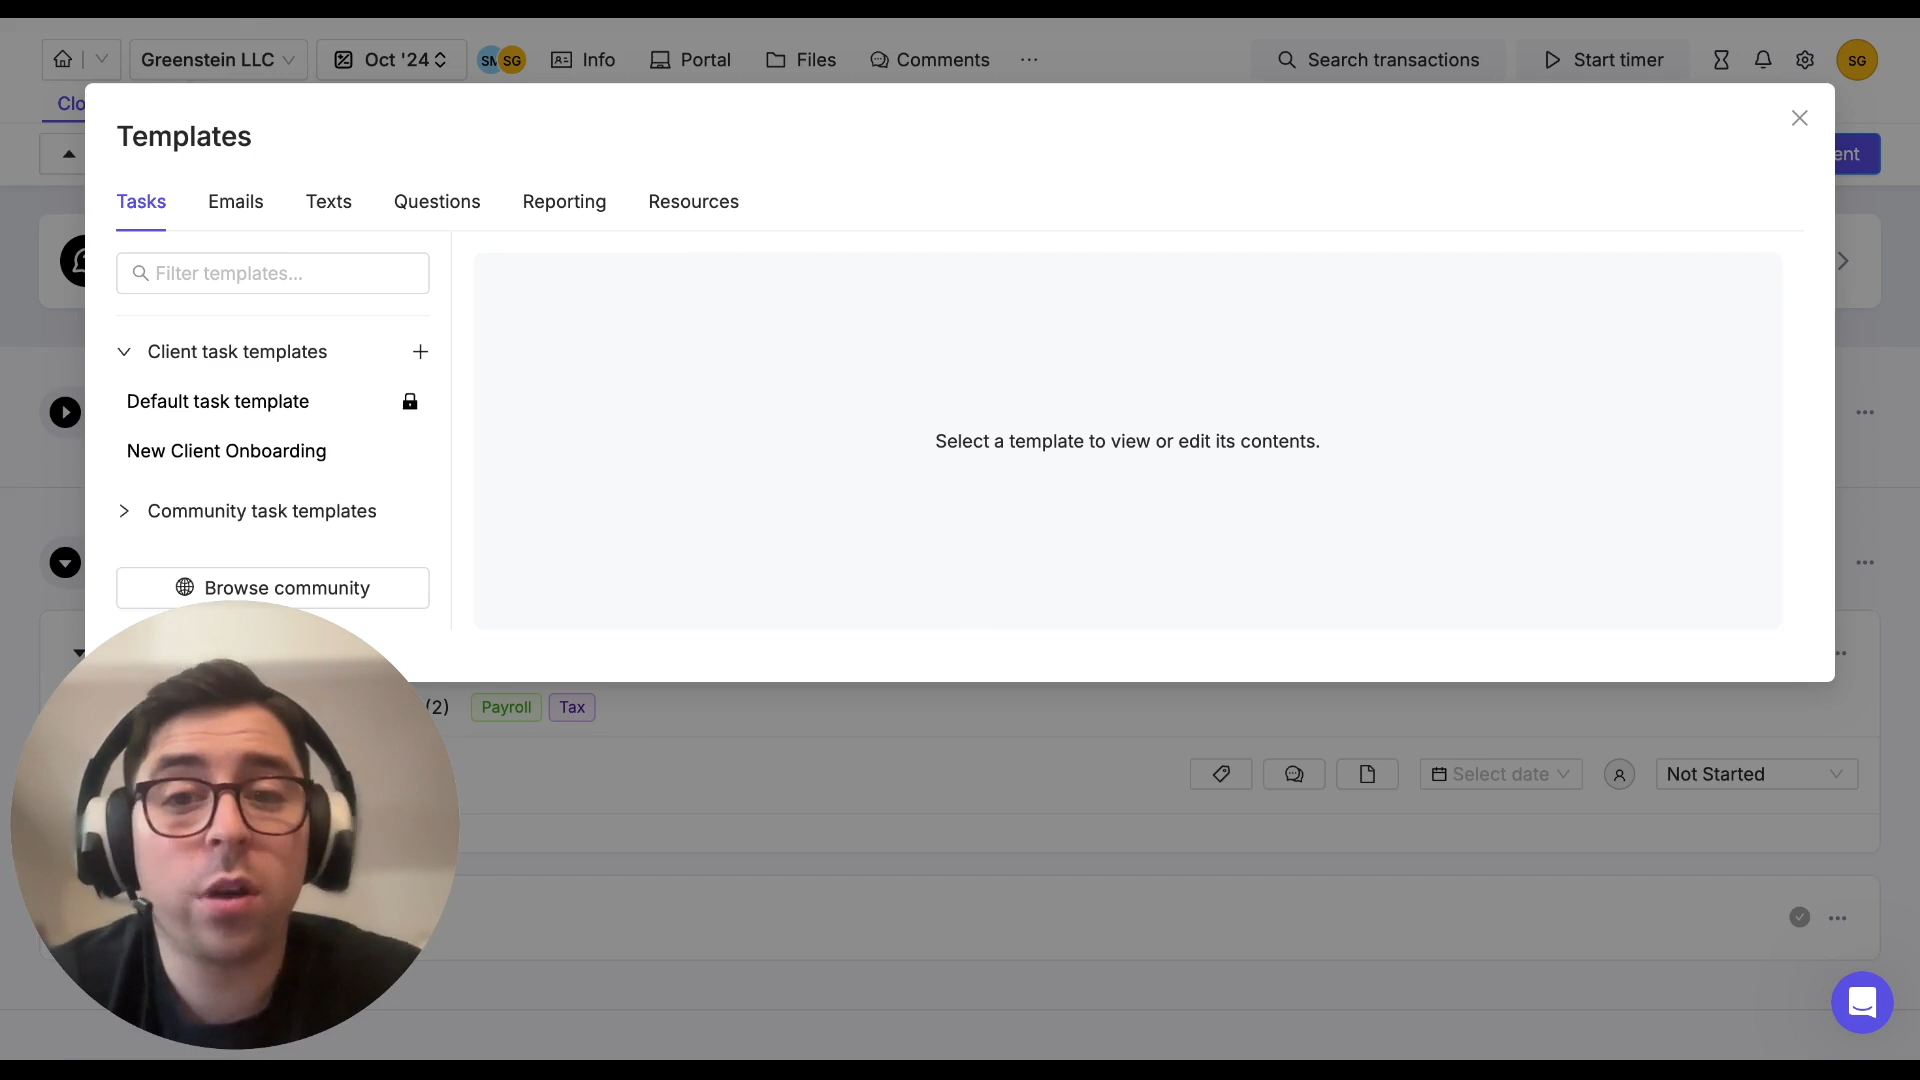 Greenstein LLC
Oct '24
SM
SG
Info
Portal
Files
Comments
Search transactions
Start timer
SG
Clo
ent
Templates
Tasks
Emails
Texts
Questions
Reporting
Resources
Filter templates...
Client task templates
Default task template
New Client Onboarding
Community task templates
Browse community
Select a template to view or edit its contents.
(2)
Payroll
Tax
Select date
Not Started